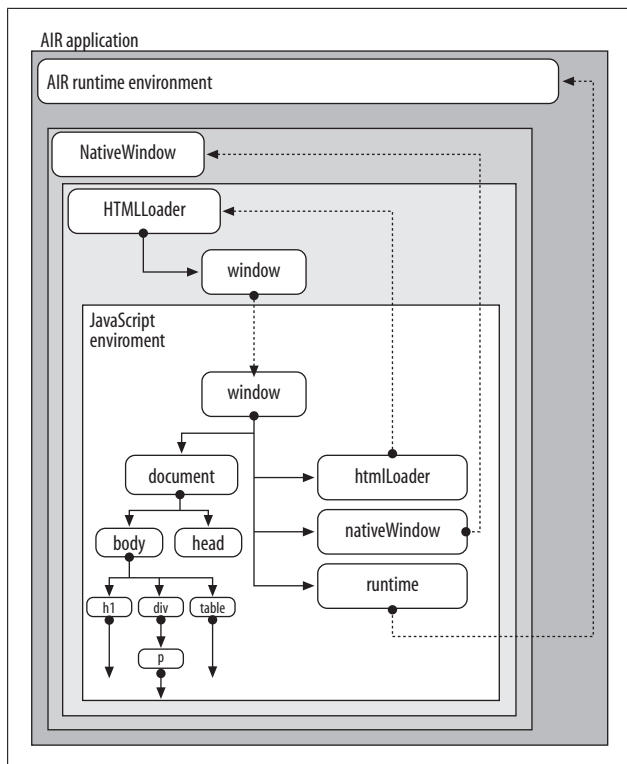 AIR application
AIR runtime environment
NativeWindow
HTMLLoader
window
JavaScript
enviroment
window
document
htmlLoader
body
head
nativeWindow
h1
div
table
runtime
p